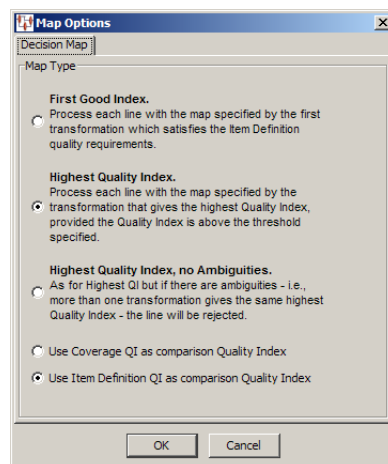 Map Options
Decision Map
Map Type
First Good Index.
Process each line with the map specified by the first
transformation which satisfies the Item Definition
quality requirements.
Highest Quality Index.
Process each line with the map specified by the
transformation that gives the highest Quality Index,
provided the Quality Index is above the threshold
specified.
Highest Quality Index, no Ambiguities.
As for Highest QI but if there are ambiguities - i.e.,
more than one transformation gives the same highest
Quality Index - the line will be rejected.
Use Coverage QI as comparison Quality Index
Use Item Definition QI as comparison Quality Index
OK Cancel